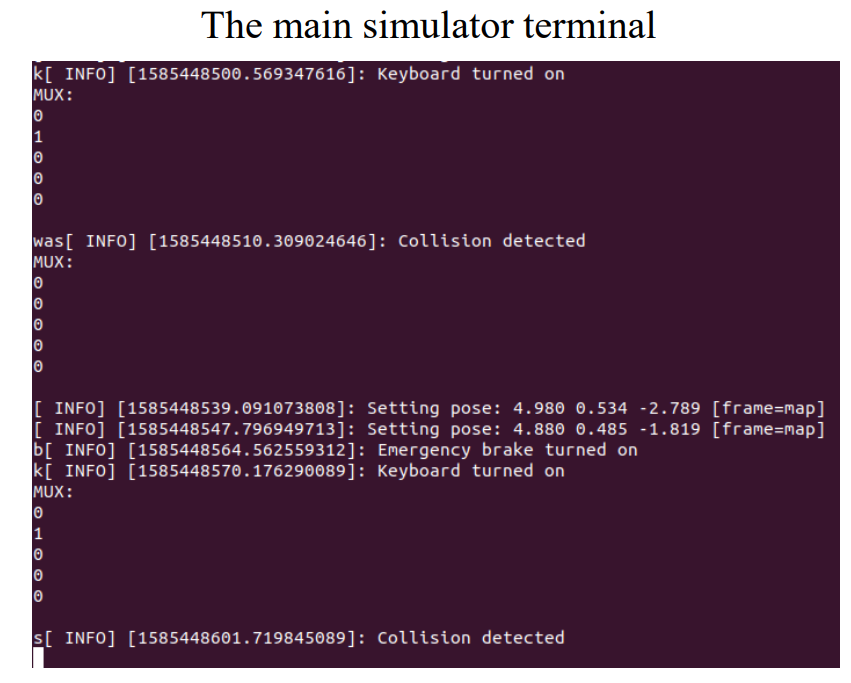 The main simulator terminal
k[ INFO] [1585448500.569347616]: Keyboard turned on
MUX:
0
1
0
0
0
was[ INFO] [1585448510.309024646]: Collision detected
MUX:
0
0
0
0
0
[ INFO] [1585448539.091073808]: Setting pose: 4.980 0.534 -2.789 [frame=map]
[ INFO] [1585448547.796949713]: Setting pose: 4.880 0.485 -1.819 [frame=map]
b[ INFO] [1585448564.562559312]: Emergency brake turned on
k[ INFO] [1585448570.176290089]: Keyboard turned on
MUX:
0
1
0
0
0
s[ INFO] [1585448601.719845089]: Collision detected